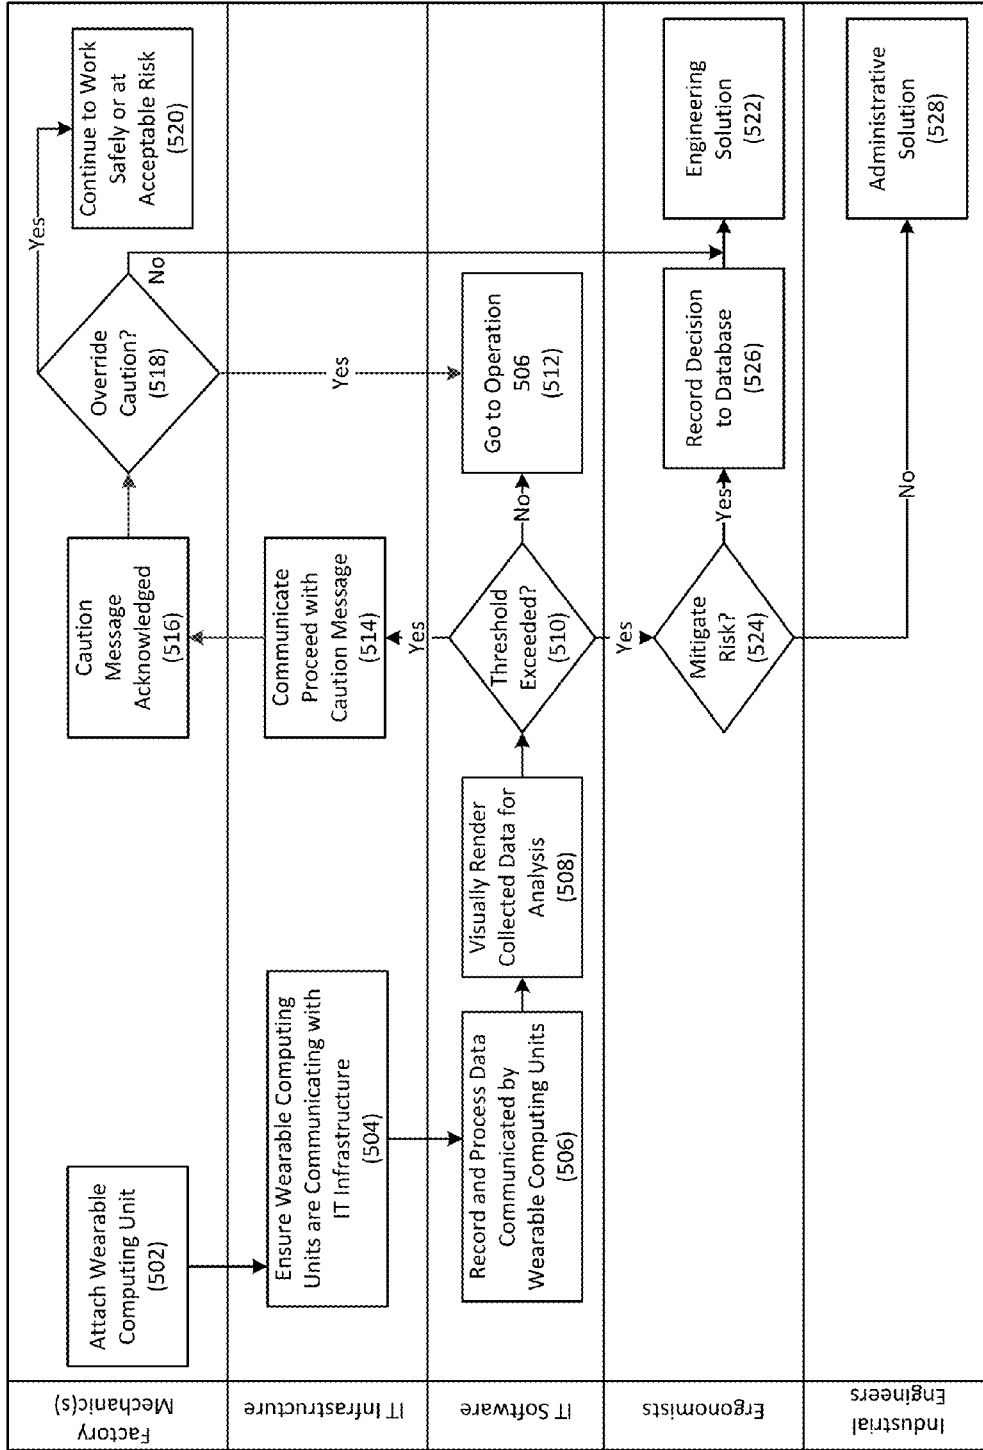 Factory
Mechanic(s)
Attach Wearable
Computing Unit
(502)
Caution
Message
Acknowledged
(516)
Override
Caution?
(518)
Yes
Continue to Work
Safely or at
Acceptable Risk
(520)
No
IT Infrastructure
Ensure Wearable Computing
Units are Communicating with
IT Infrastructure
(504)
Communicate
Proceed with
Caution Message
(514)
Yes
Yes
IT Software
Record and Process Data
Communicated by
Wearable Computing Units
(506)
Visually Render
Collected Data for
Analysis
(508)
Threshold
Exceeded?
(510)
No
Go to Operation
506
(512)
Yes
Ergonomists
Mitigate
Risk?
(524)
Yes
Record Decision
to Database
(526)
Engineering
Solution
(522)
Industrial
Engineers
No
Administrative
Solution
(528)